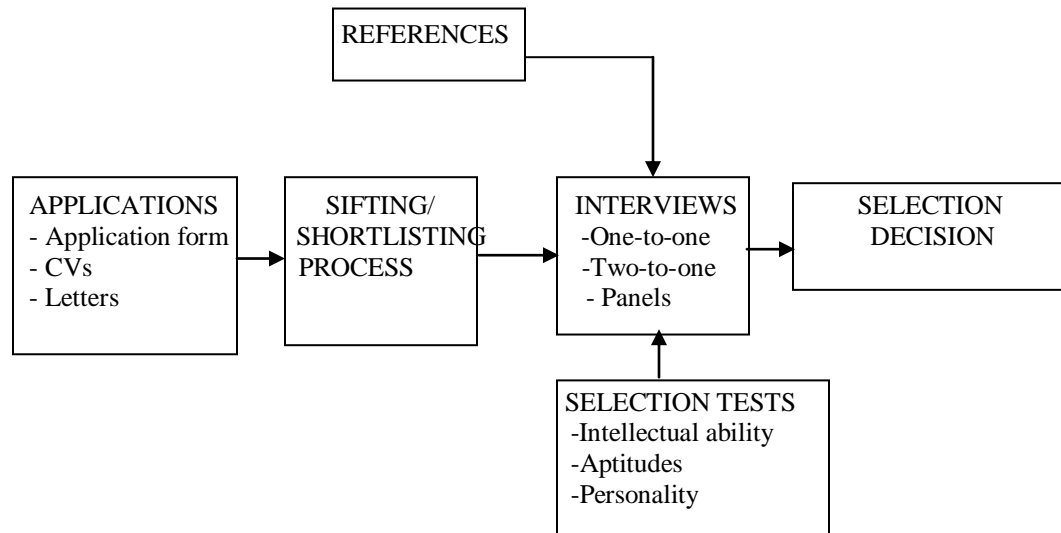 REFERENCES
APPLICATIONS
- Application form
- CVs
- Letters
SIFTING/
SHORTLISTING
PROCESS
INTERVIEWS
-One-to-one
-Two-to-one
- Panels
SELECTION
DECISION
SELECTION TESTS
-Intellectual ability
-Aptitudes
-Personality